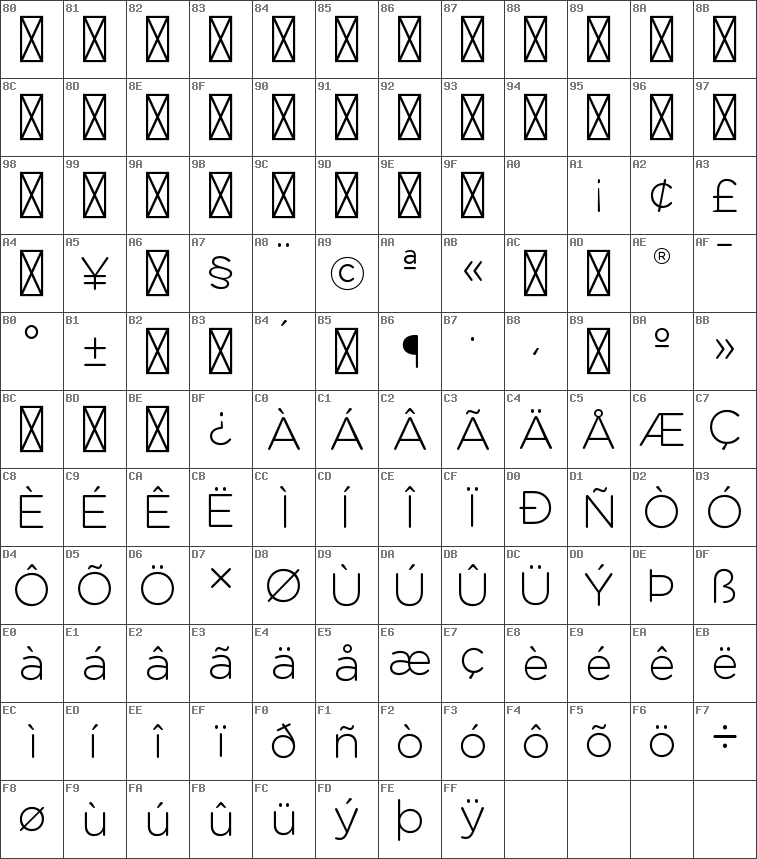 80 81 82 83 84 85 86 87 88 89 8A 8B
8C 8D 8E 8F 90 91 92 93 94 95 96 97
98 99 9A 9B 9C 9D 9E 9F A0 A1 A2 A3
¡ ¢ £
A4 A5 A6 A7 A8 A9 AA AB AC AD AE AF
¥ § ¨ © ª « ® ¯
B0 B1 B2 B3 B4 B5 B6 B7 B8 B9 BA BB
° ± ´ ¶ · ¸ º »
BC BD BE BF C0 C1 C2 C3 C4 C5 C6 C7
¿ À Á Â Ã Ä Å Æ Ç
C8 C9 CA CB CC CD CE CF D0 D1 D2 D3
È É Ê Ë Ì Í Î Ï Ð Ñ Ò Ó
D4 D5 D6 D7 D8 D9 DA DB DC DD DE DF
Ô Õ Ö × Ø Ù Ú Û Ü Ý Þ ß
E0 E1 E2 E3 E4 E5 E6 E7 E8 E9 EA EB
à á â ã ä å æ ç è é ê ë
EC ED EE EF F0 F1 F2 F3 F4 F5 F6 F7
ì í î ï ð ñ ò ó ô õ ö ÷
F8 F9 FA FB FC FD FE FF
ø ù ú û ü ý þ ÿ